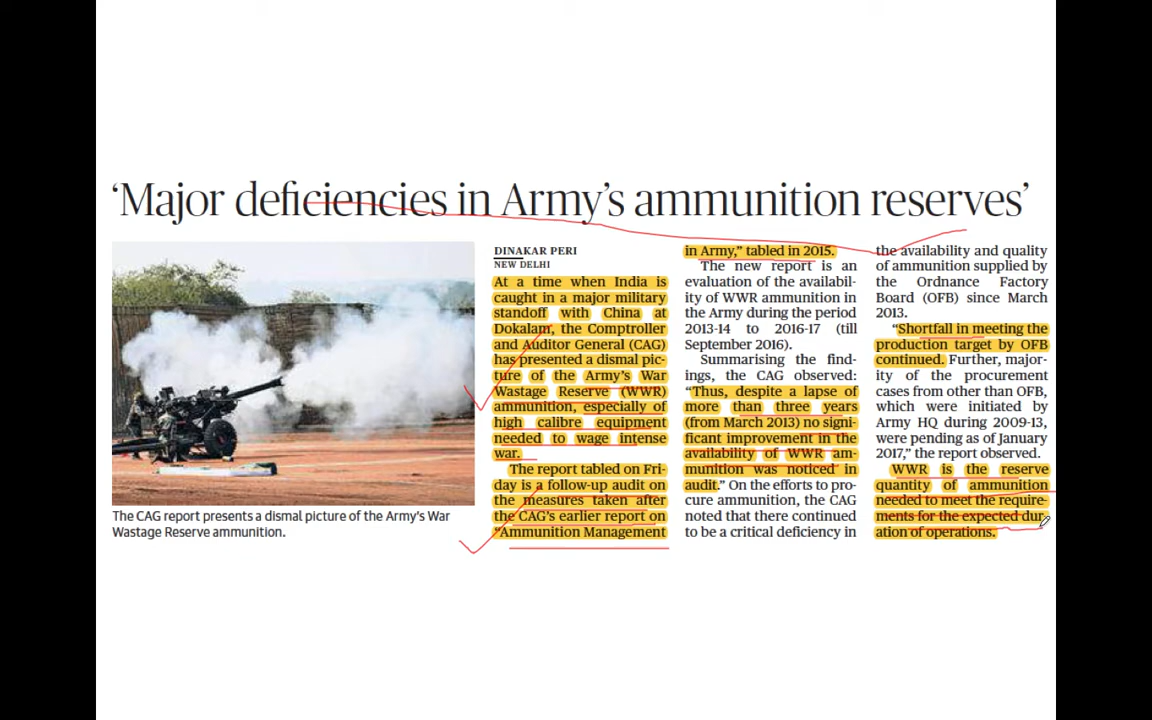 ‘Major deficiencies in Army’s ammunition reserves’
The CAG report presents a dismal picture of the Army's War
Wastage Reserve ammunition.
DINAKAR PERI
NEW DELHI
At a time when India is
caught in a major military
standoff with China at
Dokalam, the Comptroller
and Auditor General (CAG)
has presented a dismal pic-
ture of the Army’s War
Wastage Reserve (WWR)
ammunition, especially of
high calibre equipment
needed to wage intense
war.
The report tabled on Fri-
day is a follow-up audit on
the measures taken after
the CAG’s earlier report on
“Ammunition Management
in Army,” tabled in 2015.
The new report is an
evaluation of the availabil-
ity of WWR ammunition in
the Army during the period
2013-14 to 2016-17 (till
September 2016).
Summarising the find-
ings, the CAG observed:
“Thus, despite a lapse of
more than three years
(from March 2013) no signi-
ficant improvement in the
availability of WWR am-
munition was noticed in
audit.” On the efforts to pro-
cure ammunition, the CAG
noted that there continued
to be a critical deficiency in
the availability and quality
of ammunition supplied by
the Ordnance Factory
Board (OFB) since March
2013.
“Shortfall in meeting the
production target by OFB
continued. Further, major-
ity of the procurement
cases from other than OFB,
which were initiated by
Army HQ during 2009-13,
were pending as of January
2017,” the report observed.
WWR is the reserve
quantity of ammunition
needed to meet the require-
ments for the expected dur-
ation of operations.